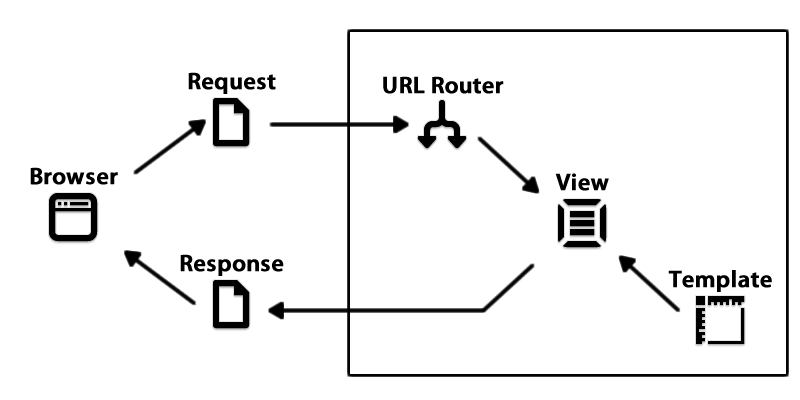 Request
URL Router
Browser
View
Response
Template